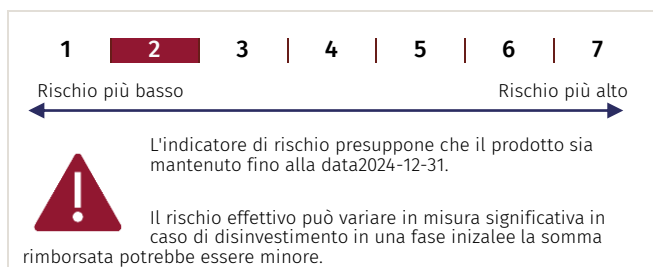 1 2 3 4 5 6 7
Rischio più basso Rischio più alto
L'indicatore di rischio presuppone che il prodotto sia
mantenuto fino alla data2024-12-31.
Il rischio effettivo può variare in misura significativa in
caso di disinvestimento in una fase inizalee la somma
rimborsata potrebbe essere minore.